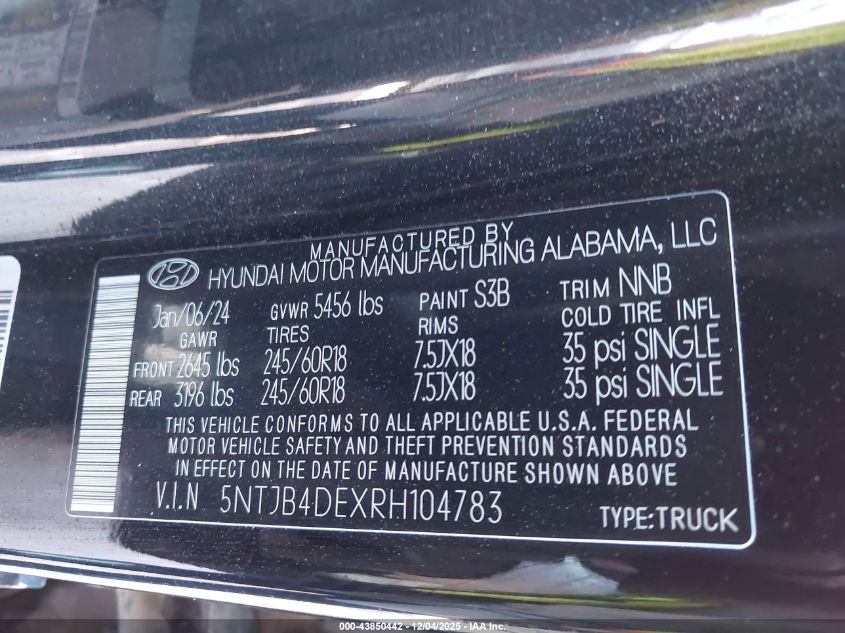 MANUFACTURED BY
HYUNDAI MOTOR MANUFACTURING ALABAMA, LLC
Jan/06/24 GVWR 5456 lbs PAINT S3B TRIM NNB
GAWR TIRES RIMS COLD TIRE INFL
FRONT 2645 lbs 245/60R18 7.5JX18 35 psi SINGLE
REAR 3196 lbs 245/60R18 7.5JX18 35 psi SINGLE
THIS VEHICLE CONFORMS TO ALL APPLICABLE U.S.A. FEDERAL
MOTOR VEHICLE SAFETY AND THEFT PREVENTION STANDARDS
IN EFFECT ON THE DATE OF MANUFACTURE SHOWN ABOVE
V.I.N 5NTJB4DEXRH104783 TYPE:TRUCK
000-43850442 - 12/04/2025 - IAA Inc.